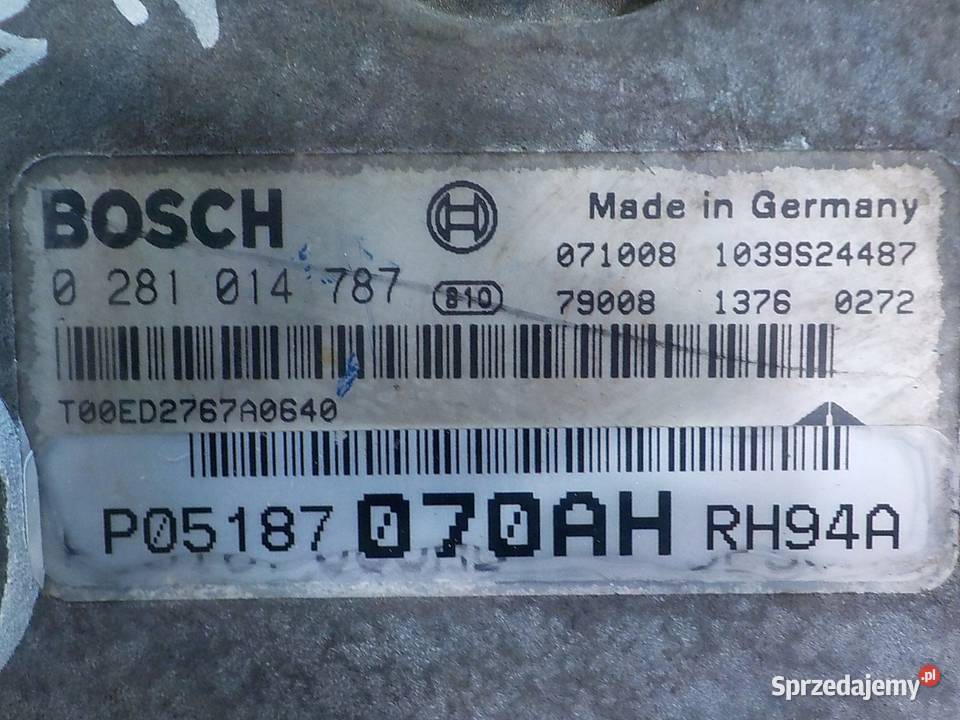 BOSCH
Made in Germany
071008 1039S24487
0 281 014 787
810
79008 1376 0272
T00ED2767A0640
P05187 070AH RH94A
Sprzedajemy.pl